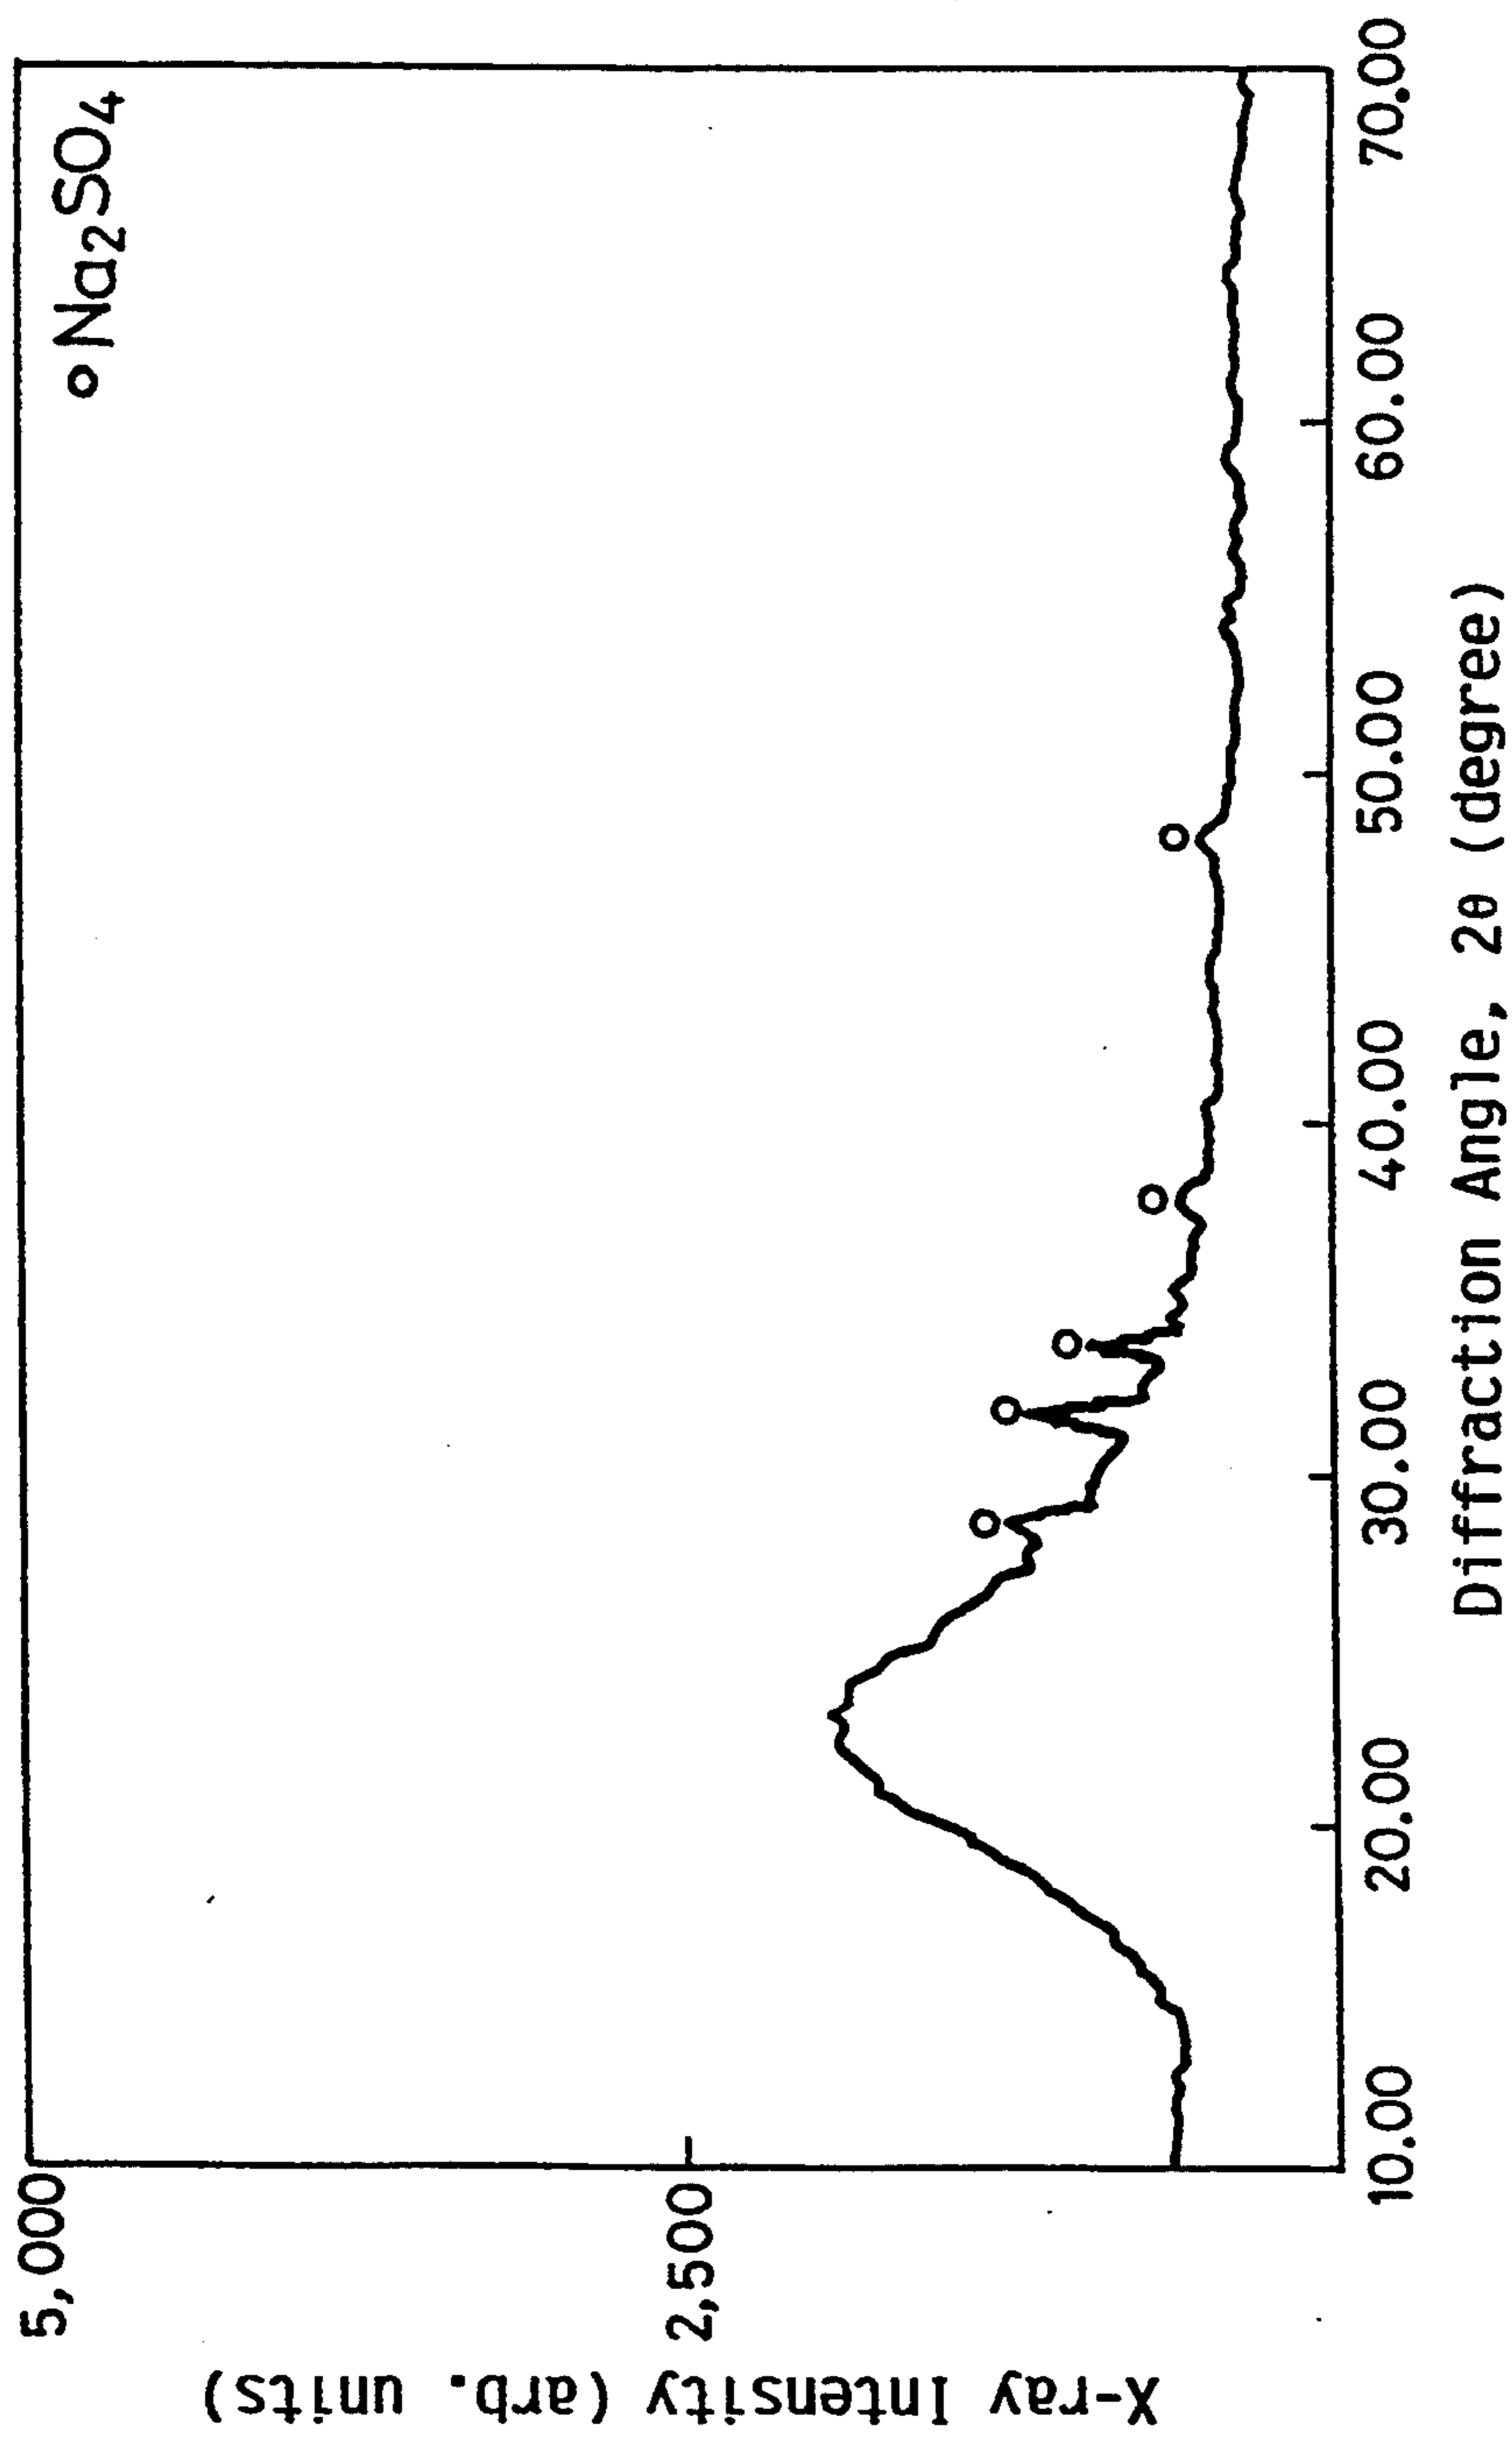 X-ray Intensity (arb. units)
5,000
2,500
o Na₂SO₄
10.00 20.00 30.00 40.00 50.00 60.00 70.00
Diffraction Angle, 2θ (degree)